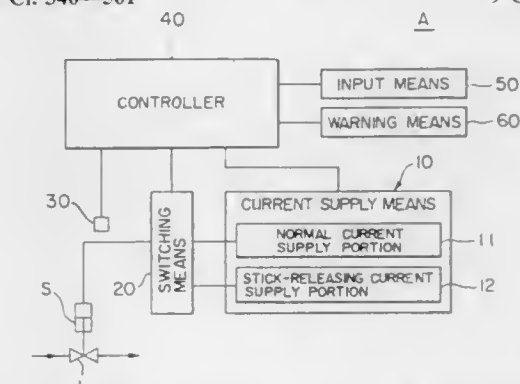 40
A
CONTROLLER
INPUT MEANS
50
WARNING MEANS
60
30
10
CURRENT SUPPLY MEANS
NORMAL CURRENT
SUPPLY PORTION
11
SWITCHING
MEANS
20
STICK-RELEASING CURRENT
SUPPLY PORTION
12
S